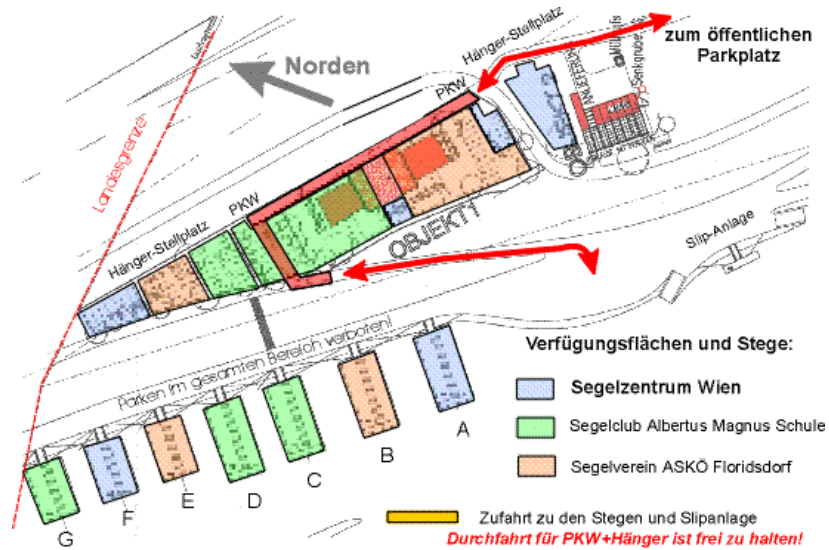 zum öffentlichen
Parkplatz
Hänger-Stellplatz
PKW
Norden
Landesgrenze
PKW
Hänger-Stellplatz
OBJEKT1
Slip-Anlage
Parken im gesamten Bereich verboten!
A
B
C
D
E
F
G
Verfügungsflächen und Stege:
Segelzentrum Wien
Segelclub Albertus Magnus Schule
Segelverein ASKÖ Floridsdorf
Zufahrt zu den Stegen und Slipanlage
Durchfahrt für PKW+Hänger ist frei zu halten!